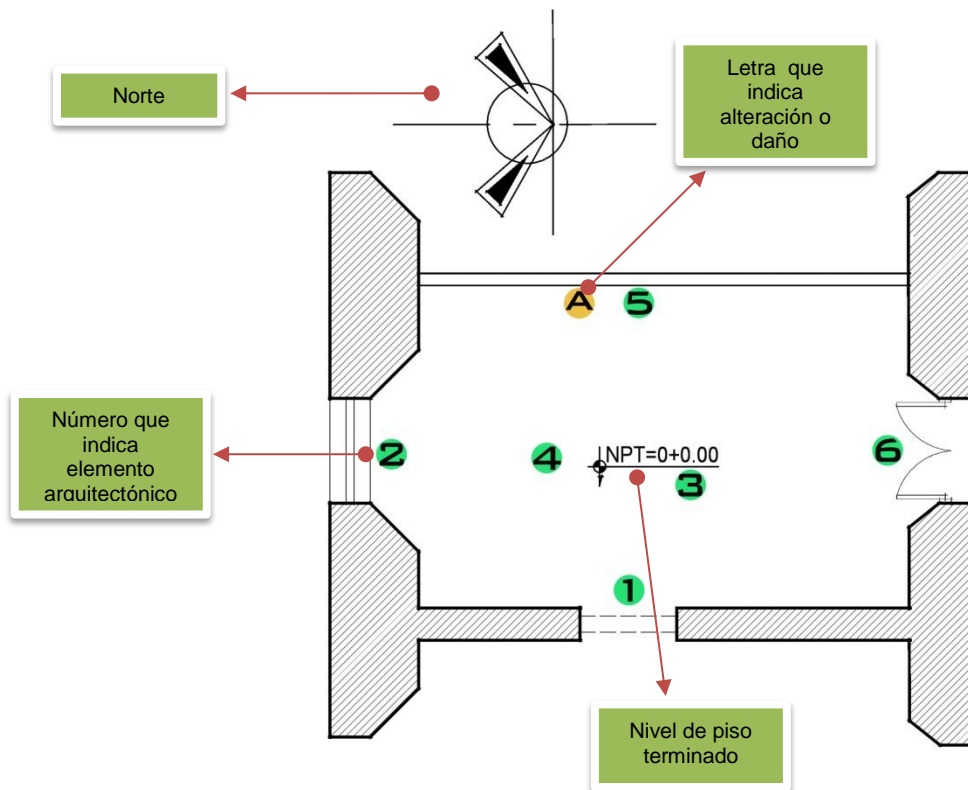 Norte
Letra que
indica
alteración o
daño
A
5
Número que
indica
elemento
arquitectónico
2
4
NPT=0+0.00
3
6
1
Nivel de piso
terminado